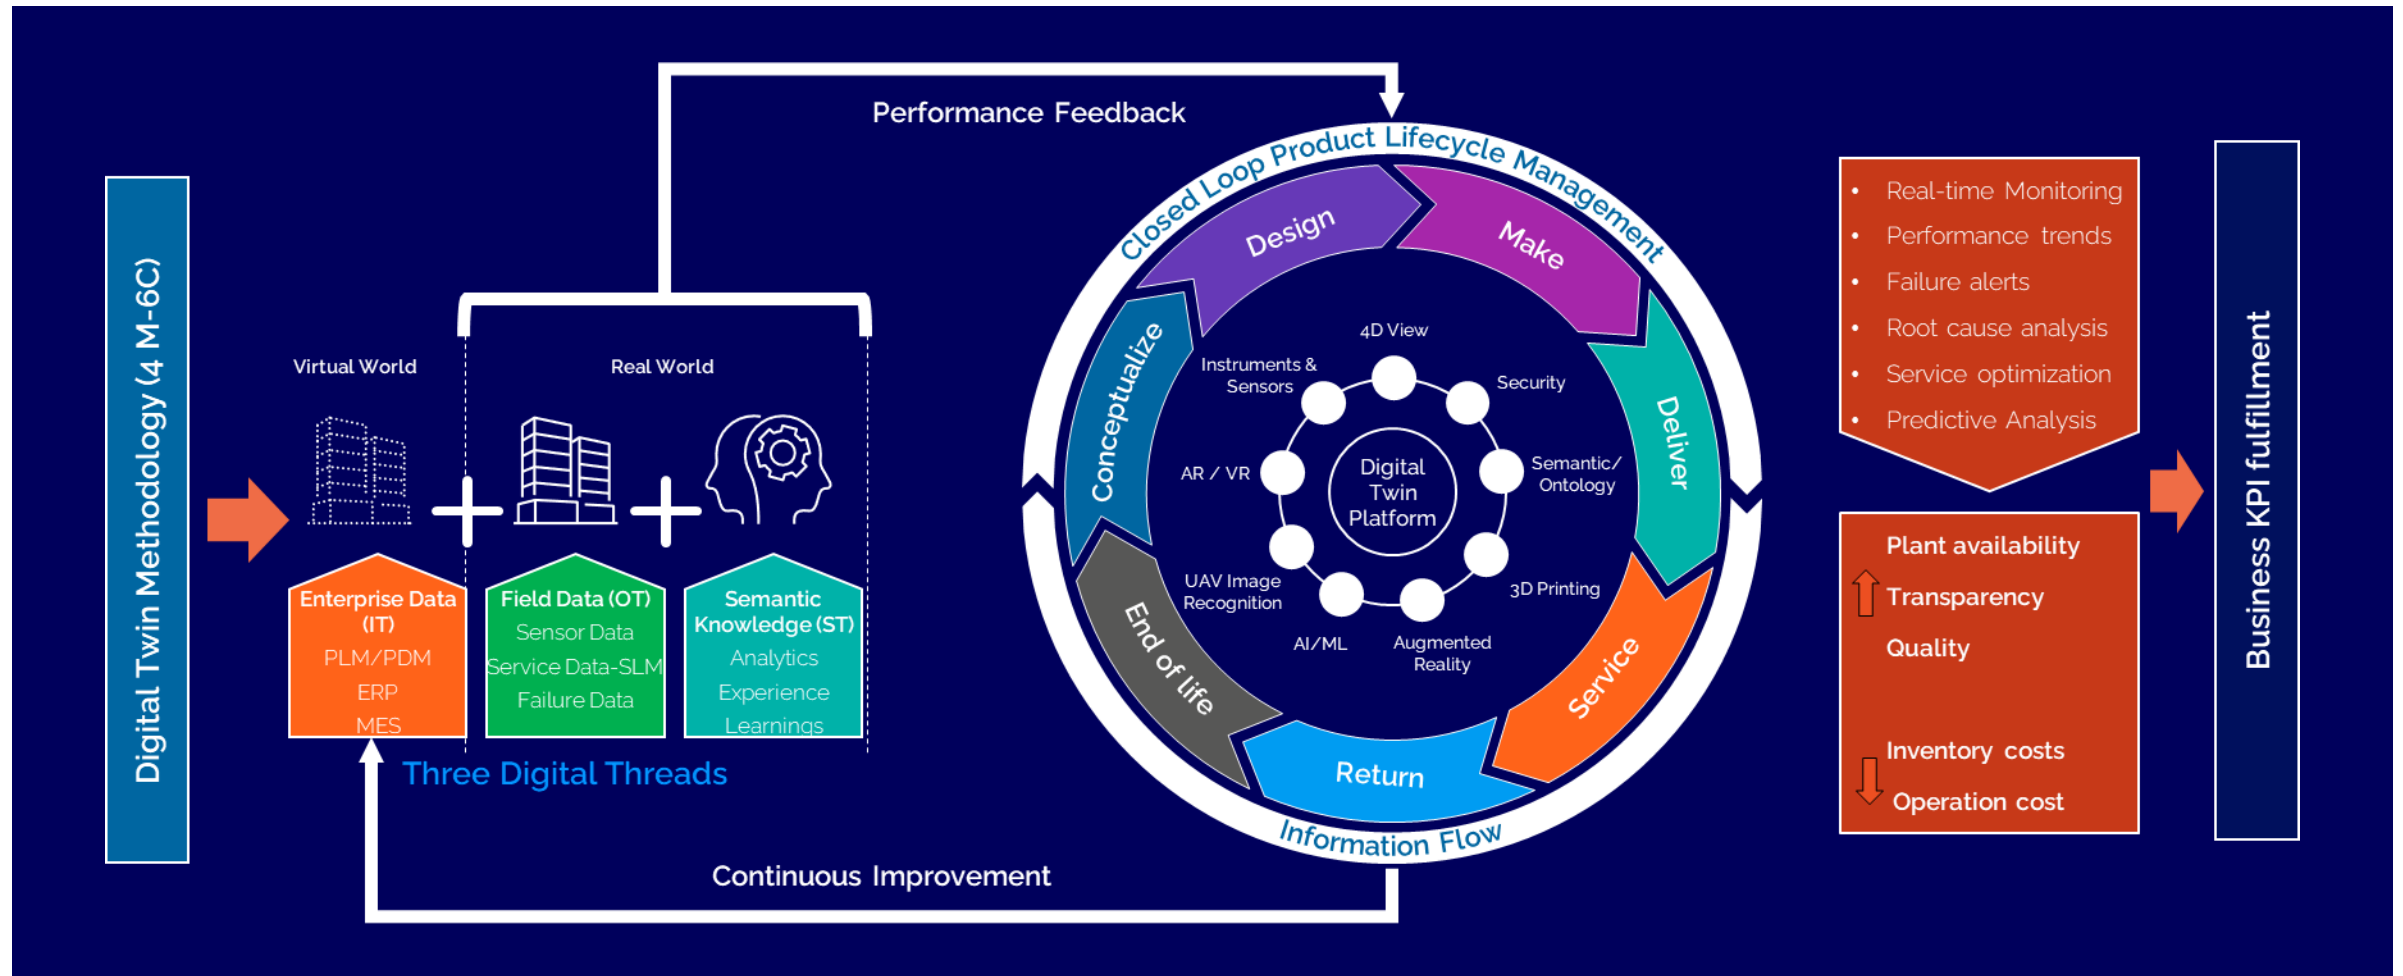 Digital Twin Methodology (4 M-6C)
Performance Feedback
Virtual World
Real World
Enterprise Data
(IT)
PLM/PDM
ERP
MES
Field Data (OT)
Sensor Data
Service Data-SLM
Failure Data
Semantic
Knowledge (ST)
Analytics
Experience
Learnings
Three Digital Threads
Continuous Improvement
Closed Loop Product Lifecycle Management
Design
Make
Deliver
Service
Return
End of life
Conceptualize
Information Flow
4D View
Security
Semantic/
Ontology
3D Printing
Augmented
Reality
AI/ML
UAV Image
Recognition
AR / VR
Instruments &
Sensors
Digital
Twin
Platform
• Real-time Monitoring
• Performance trends
• Failure alerts
• Root cause analysis
• Service optimization
• Predictive Analysis
Plant availability
Transparency
Quality
Inventory costs
Operation cost
Business KPI fulfillment